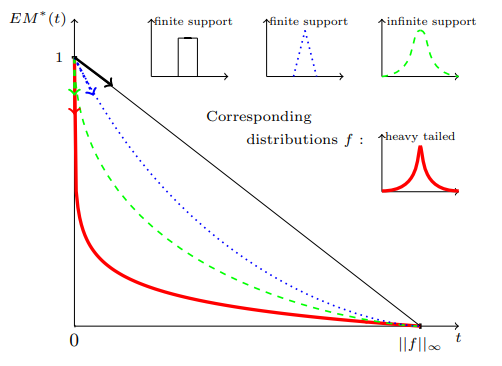 EM*(t)
finite support
finite support
infinite support
1
Corresponding
distributions f :
heavy tailed
0
||f||∞
t